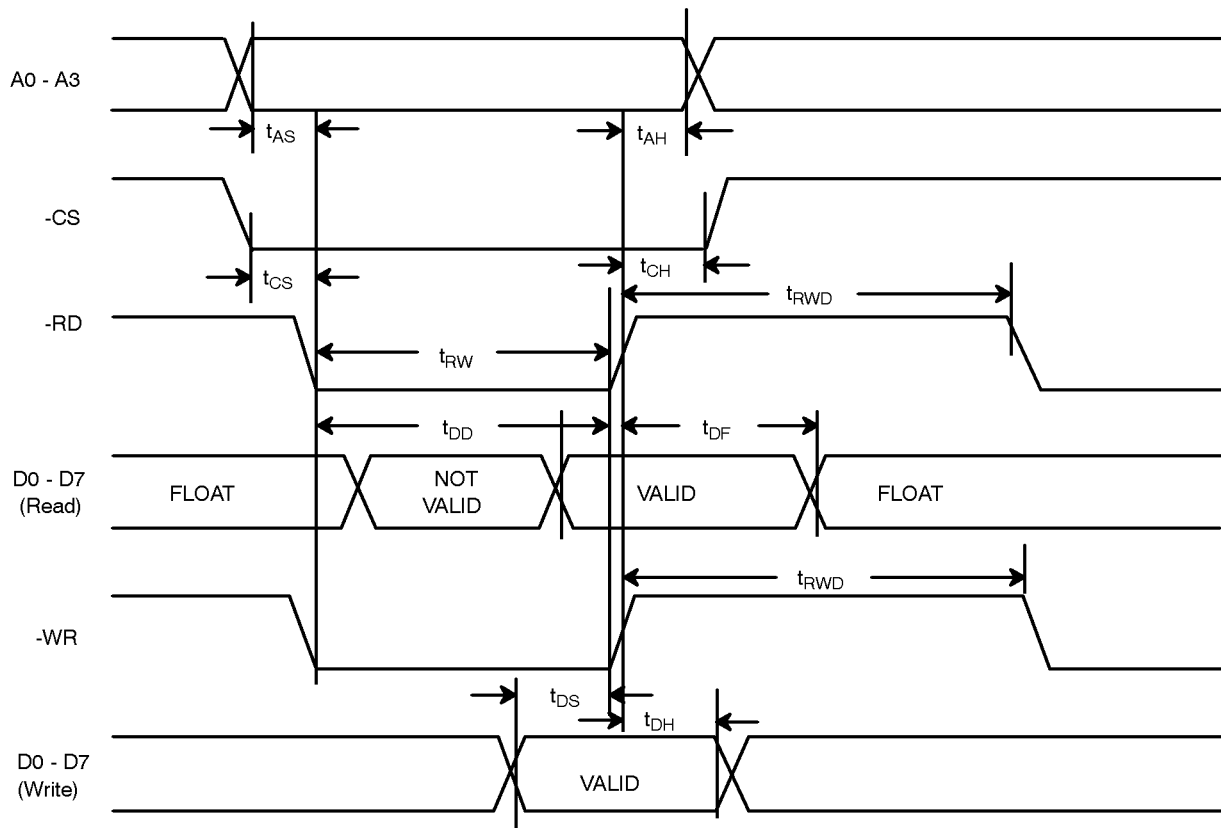 A0 - A3
tAS
tAH
-CS
tCS
tCH
tRWD
-RD
tRW
tDD
tDF
D0 - D7
(Read)
FLOAT
NOT
VALID
VALID
FLOAT
tRWD
-WR
tDS
tDH
D0 - D7
(Write)
VALID